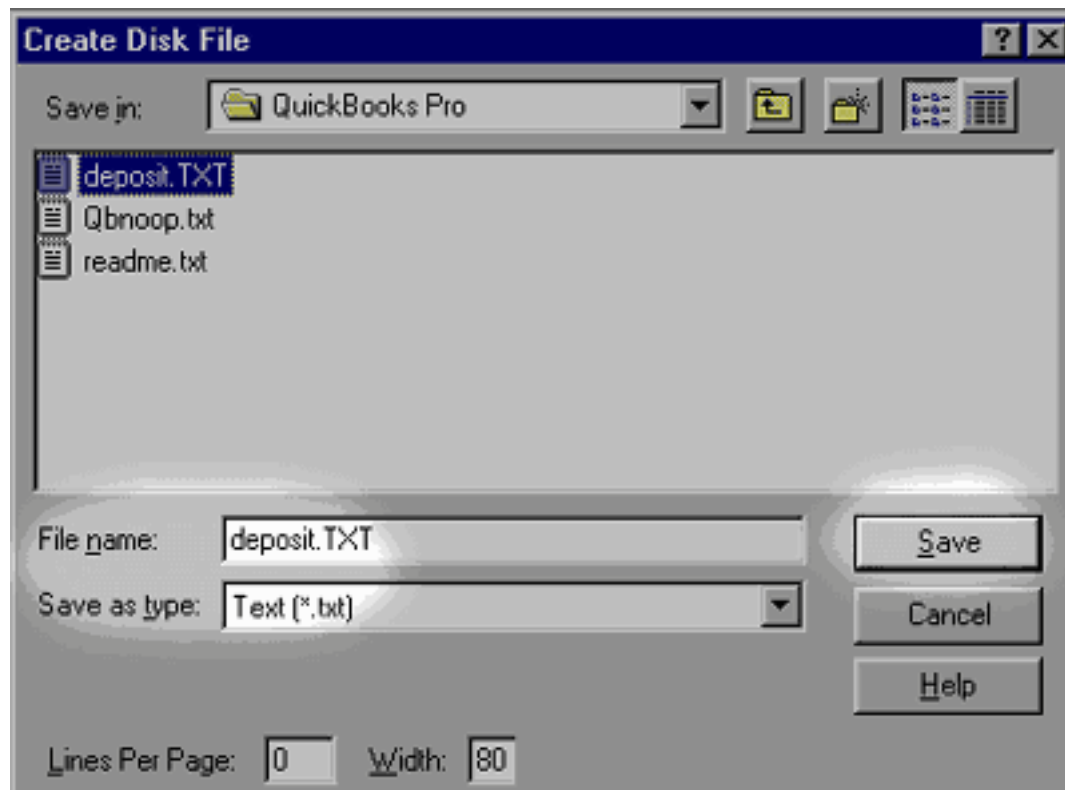 Create Disk File
Save in: QuickBooks Pro
deposit.TXT
Qbnoop.txt
readme.txt
File name: deposit.TXT
Save
Save as type: Text (*.txt)
Cancel
Help
Lines Per Page: 0 Width: 80